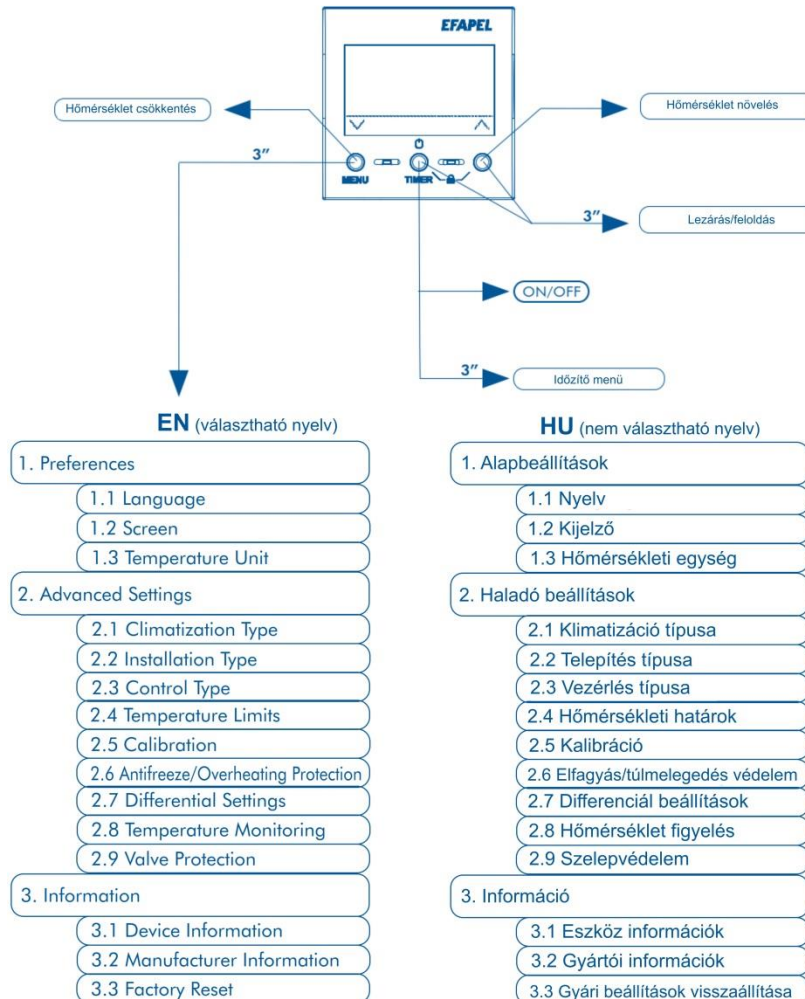 EFAPEL
Hőmérséklet csökkentés
Hőmérséklet növelés
3″
MENU
TIMER
3″
Lezárás/feloldás
ON/OFF
3″
Időzítő menü
EN (választható nyelv)
1. Preferences
1.1 Language
1.2 Screen
1.3 Temperature Unit
2. Advanced Settings
2.1 Climatization Type
2.2 Installation Type
2.3 Control Type
2.4 Temperature Limits
2.5 Calibration
2.6 Antifreeze/Overheating Protection
2.7 Differential Settings
2.8 Temperature Monitoring
2.9 Valve Protection
3. Information
3.1 Device Information
3.2 Manufacturer Information
3.3 Factory Reset
HU (nem választható nyelv)
1. Alapbeállítások
1.1 Nyelv
1.2 Kijelző
1.3 Hőmérsékleti egység
2. Haladó beállítások
2.1 Klimatizáció típusa
2.2 Telepítés típusa
2.3 Vezérlés típusa
2.4 Hőmérsékleti határok
2.5 Kalibráció
2.6 Elfagyás/túlmelegedés védelem
2.7 Differenciál beállítások
2.8 Hőmérséklet figyelés
2.9 Szelepvédelem
3. Információ
3.1 Eszköz információk
3.2 Gyártói információk
3.3 Gyári beállítások visszaállítása